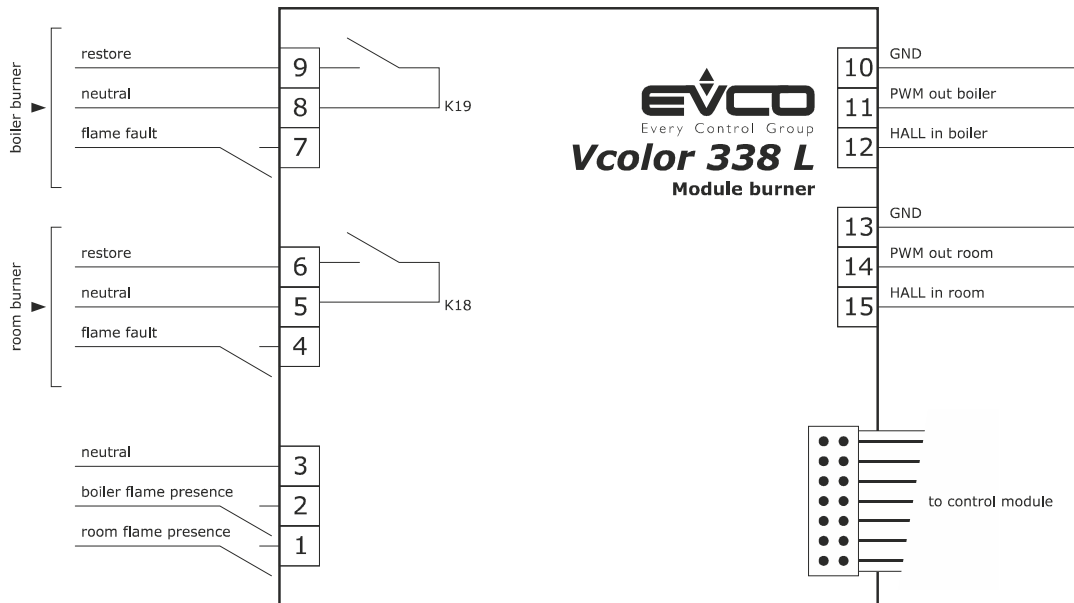 boiler burner
restore
neutral
flame fault
9
8
7
K19
room burner
restore
neutral
flame fault
6
5
4
K18
neutral
boiler flame presence
room flame presence
3
2
1
EVCO
Every Control Group
Vcolor 338 L
Module burner
10
11
12
GND
PWM out boiler
HALL in boiler
13
14
15
GND
PWM out room
HALL in room
to control module